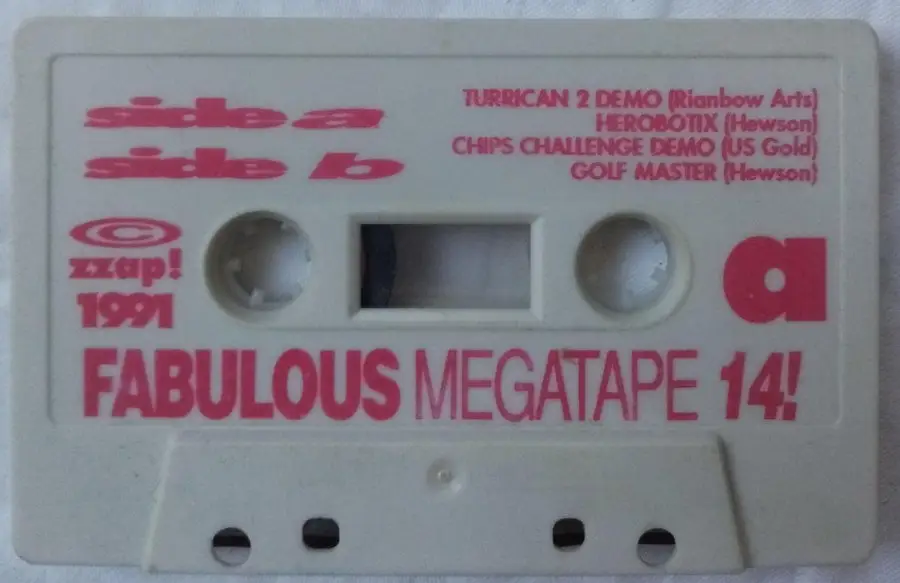 side a
side b
TURRICAN 2 DEMO (Rianbow Arts)
HEROBOTIX (Hewson)
CHIPS CHALLENGE DEMO (US Gold)
GOLF MASTER (Hewson)
©
zzap!
1991
a
FABULOUS MEGATAPE 14!